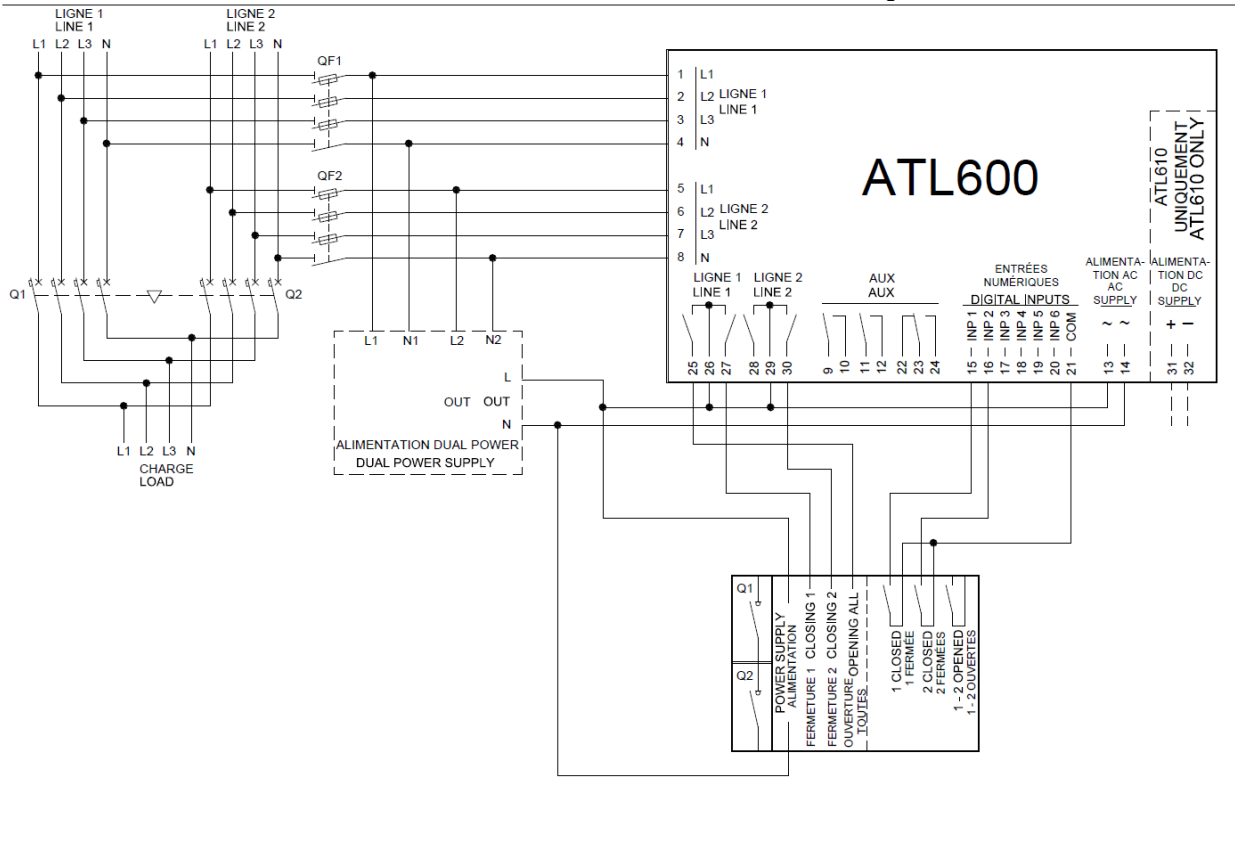 LIGNE 1
LINE 1
L1 L2 L3 N
LIGNE 2
LINE 2
L1 L2 L3 N
QF1
QF2
1 L1
2 L2
3 L3
4 N
LIGNE 1
LINE 1
5 L1
6 L2
7 L3
8 N
LIGNE 2
LINE 2
ATL600
ATL610
UNIQUEMENT
ATL610 ONLY
LIGNE 1
LINE 1
LIGNE 2
LINE 2
AUX
AUX
ENTRÉES
NUMÉRIQUES
DIGITAL INPUTS
ALIMENTA-
TION AC
AC
SUPPLY
ALIMENTA-
TION DC
DC
SUPPLY
25 26 27 28 29 30
9 10 11 12 22 23 24
15 – INP 1
16 – INP 2
17 – INP 3
18 – INP 4
19 – INP 5
20 – INP 6
21 – COM
13 ~
14 ~
31 +
32 –
Q1
Q2
L1 L2 L3 N
CHARGE
LOAD
L1 N1 L2 N2
L
OUT OUT
N
ALIMENTATION DUAL POWER
DUAL POWER SUPPLY
Q1
Q2
POWER SUPPLY
ALIMENTATION
FERMETURE 1 CLOSING 1
FERMETURE 2 CLOSING 2
OUVERTURE OPENING ALL
TOUTES
1 CLOSED
1 FERMÉE
2 CLOSED
2 FERMÉES
1 - 2 OPENED
1 - 2 OUVERTES